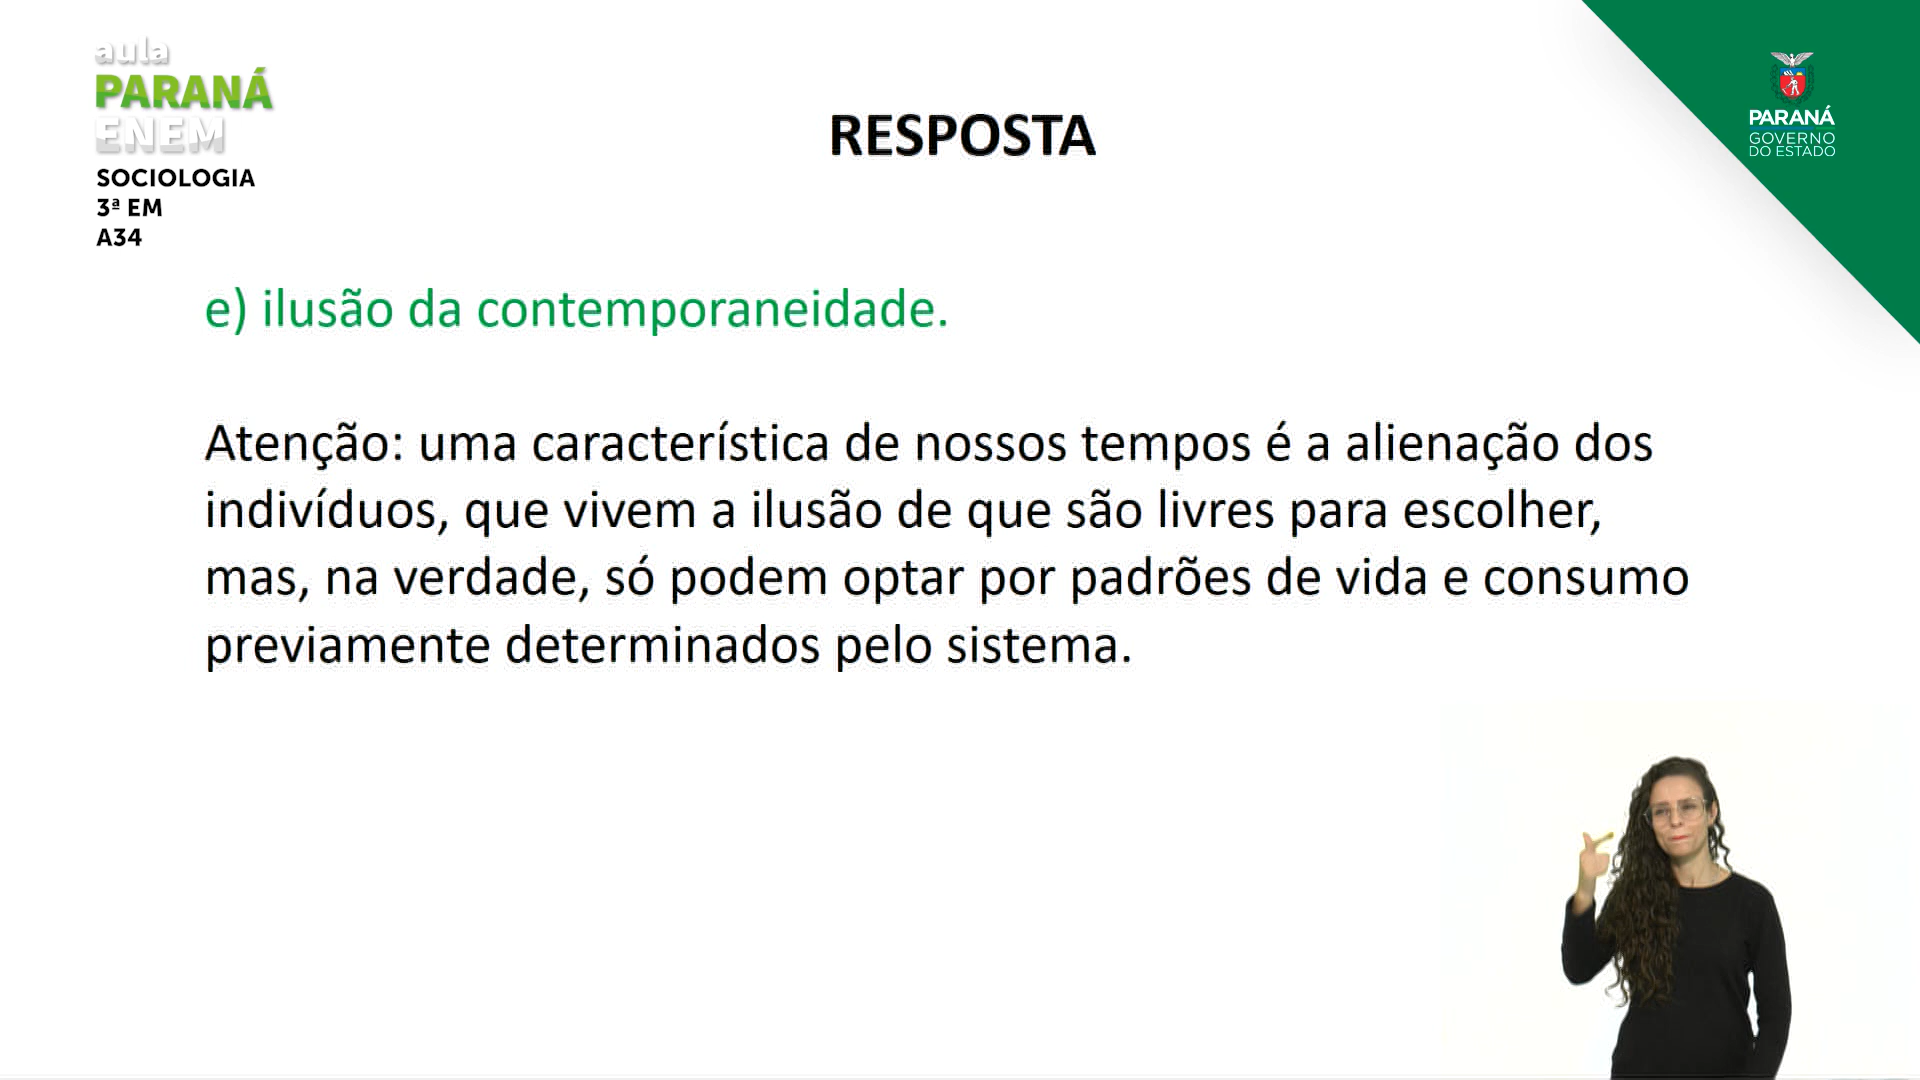 aula
PARANÁ
ENEM
SOCIOLOGIA
3ª EM
A34
RESPOSTA
PARANÁ
GOVERNO
DO ESTADO
e) ilusão da contemporaneidade.
Atenção: uma característica de nossos tempos é a alienação dos
indivíduos, que vivem a ilusão de que são livres para escolher,
mas, na verdade, só podem optar por padrões de vida e consumo
previamente determinados pelo sistema.